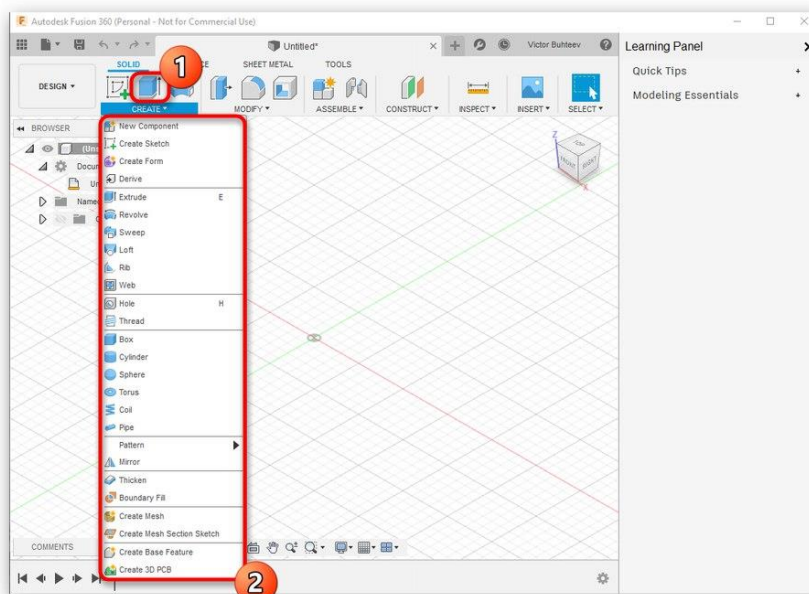 Autodesk Fusion 360 (Personal - Not for Commercial Use)
Untitled*
Victor Buhteev
Learning Panel
Quick Tips
Modeling Essentials
SOLID
SHEET METAL
TOOLS
1
DESIGN
CREATE
MODIFY
ASSEMBLE
CONSTRUCT
INSPECT
INSERT
SELECT
BROWSER
New Component
Create Sketch
Create Form
Derive
Extrude E
Revolve
Sweep
Loft
Rib
Web
Hole H
Thread
Box
Cylinder
Sphere
Torus
Coil
Pipe
Pattern
Mirror
Thicken
Boundary Fill
Create Mesh
Create Mesh Section Sketch
Create Base Feature
Create 3D PCB
2
TOP
FRONT
RIGHT
Z
X
COMMENTS